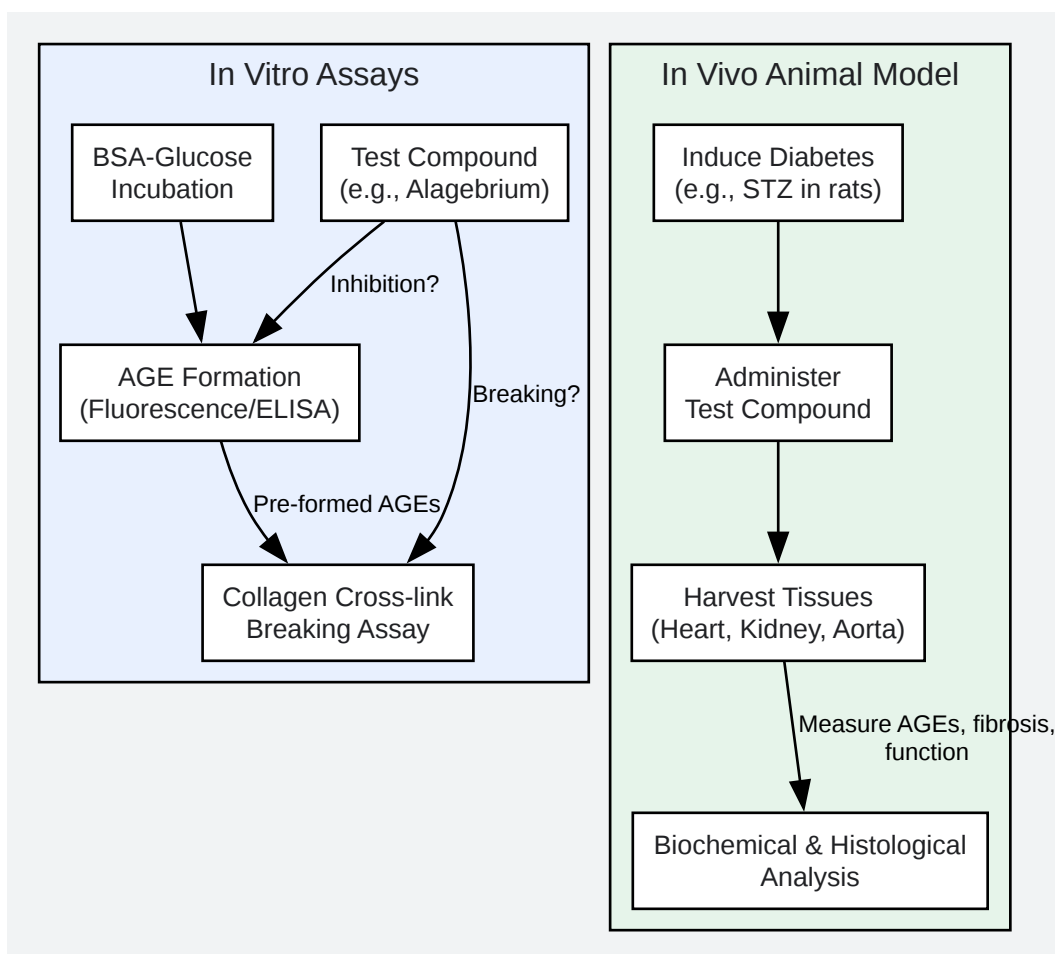 In Vitro Assays
BSA-Glucose
Incubation
Test Compound
(e.g., Alagebrium)
Inhibition?
AGE Formation
(Fluorescence/ELISA)
Breaking?
Pre-formed AGEs
Collagen Cross-link
Breaking Assay
In Vivo Animal Model
Induce Diabetes
(e.g., STZ in rats)
Administer
Test Compound
Harvest Tissues
(Heart, Kidney, Aorta)
Measure AGEs, fibrosis,
function
Biochemical & Histological
Analysis